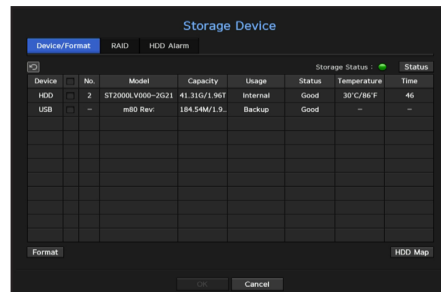 Storage Device
Device/Format RAID HDD Alarm
Storage Status : Status
Device No. Model Capacity Usage Status Temperature Time
HDD 2 ST2000LV000-2G21 41.31G/1.96T Internal Good 30°C/86°F 46
USB - m80 Rev: 184.54M/1.9... Backup Good - -
Format HDD Map
OK Cancel